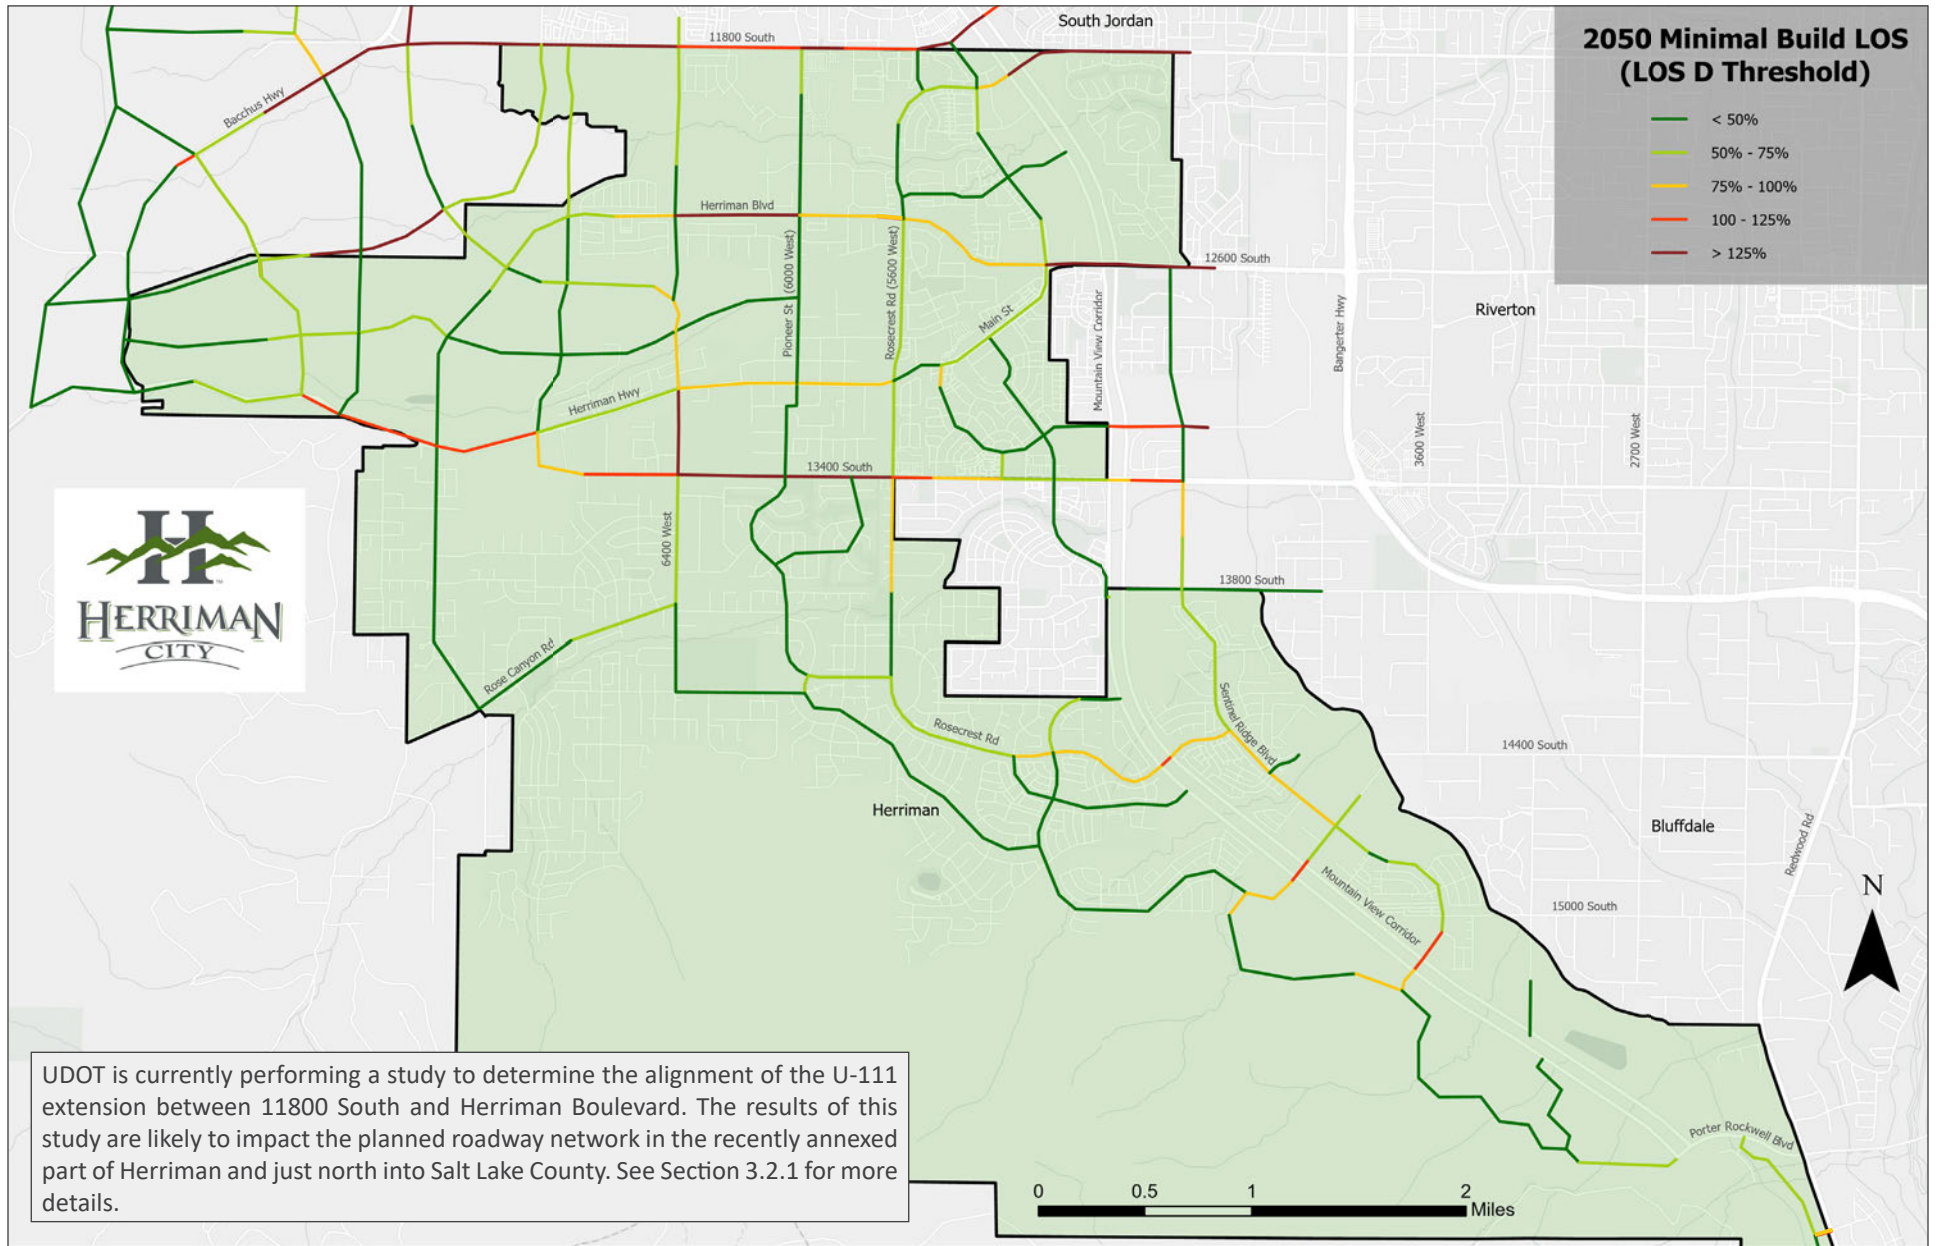 South Jordan
11800 South
2050 Minimal Build LOS
(LOS D Threshold)
< 50%
50% - 75%
75% - 100%
100 - 125%
> 125%
Bacchus Hwy
Herriman Blvd
Pioneer St (6000 West)
Rosecrest Rd (5600 West)
12600 South
Mountain View Corridor
Main St
Bangerter Hwy
Riverton
Herriman Hwy
3600 West
2700 West
13400 South
6400 West
H
HERRIMAN
CITY
TM
13800 South
Rose Canyon Rd
Sentinel Ridge Blvd
Rosecrest Rd
14400 South
Herriman
Bluffdale
Redwood Rd
Mountain View Corridor
15000 South
N
Porter Rockwell Blvd
UDOT is currently performing a study to determine the alignment of the U-111
extension between 11800 South and Herriman Boulevard. The results of this
study are likely to impact the planned roadway network in the recently annexed
part of Herriman and just north into Salt Lake County. See Section 3.2.1 for more
details.
0 0.5 1 2
Miles